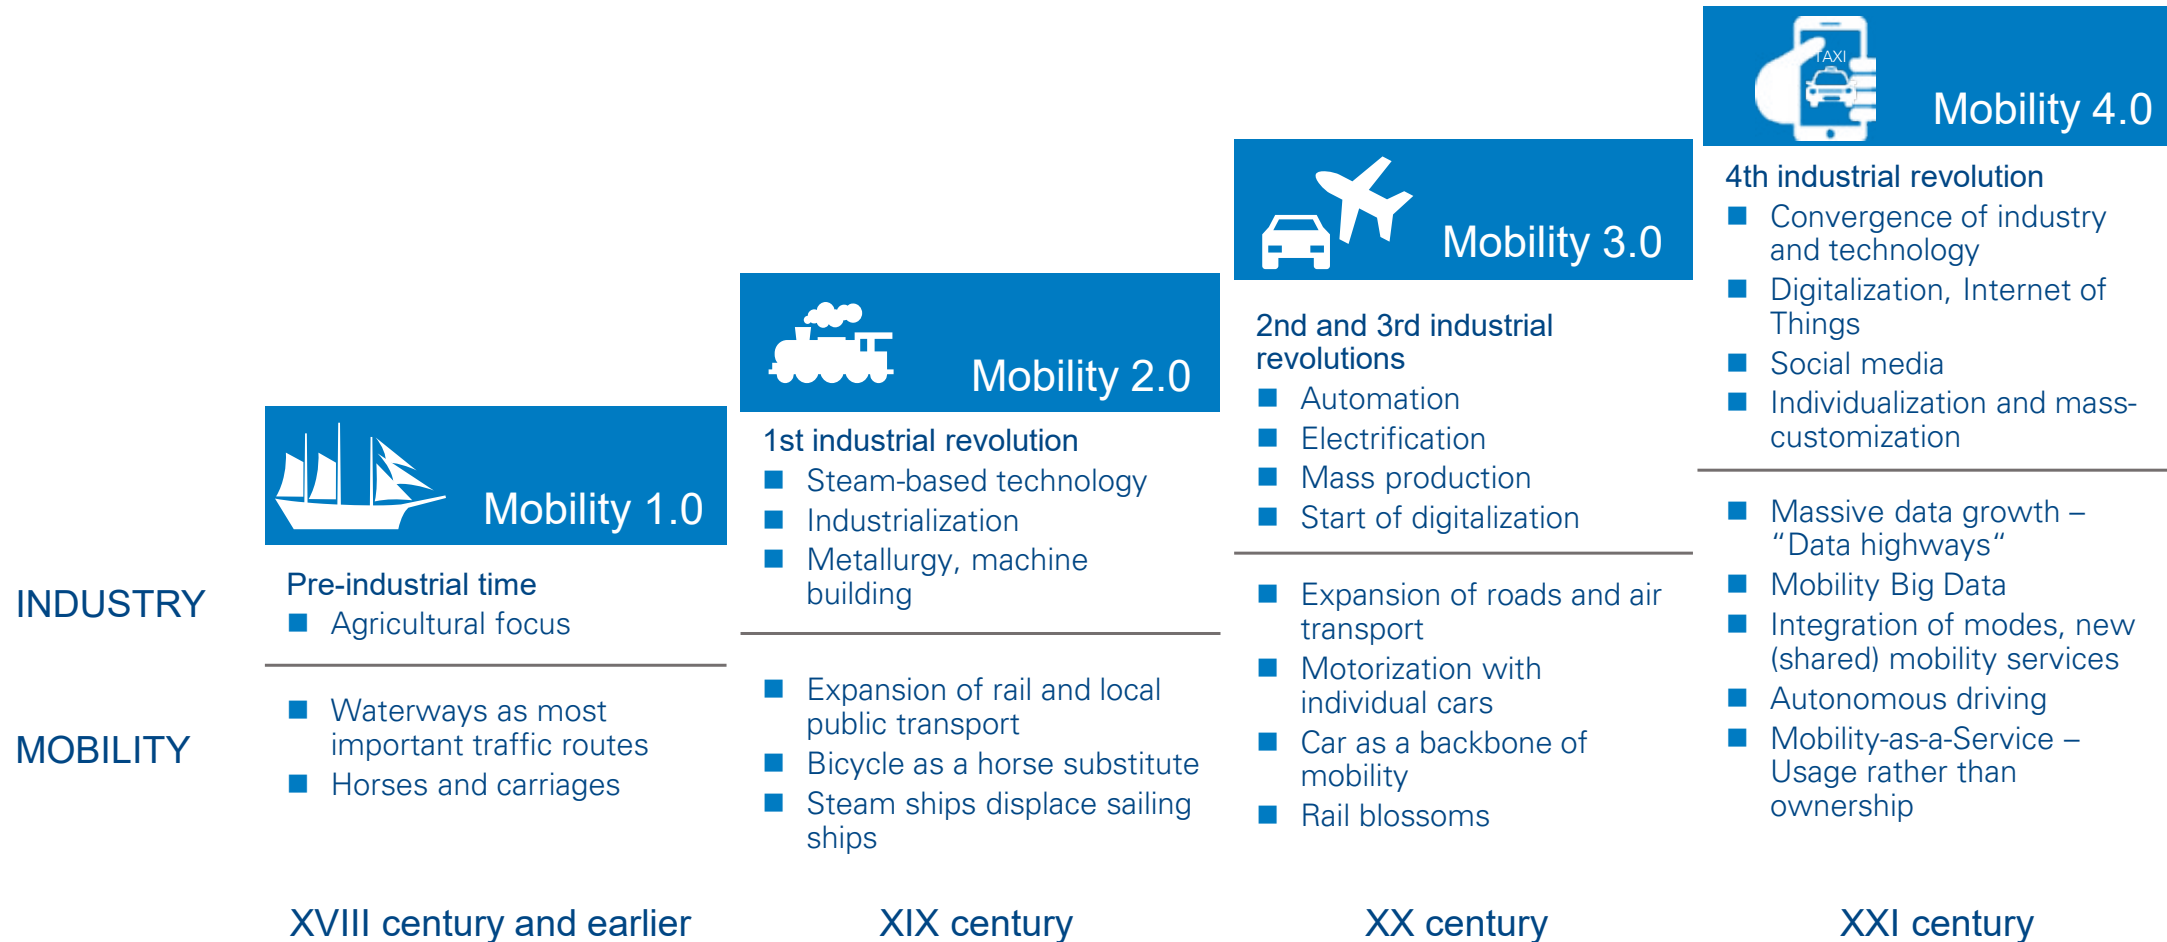 INDUSTRY
MOBILITY
Mobility 1.0
Pre-industrial time
Agricultural focus
Waterways as most
important traffic routes
Horses and carriages
XVIII century and earlier
Mobility 2.0
1st industrial revolution
Steam-based technology
Industrialization
Metallurgy, machine
building
Expansion of rail and local
public transport
Bicycle as a horse substitute
Steam ships displace sailing
ships
XIX century
Mobility 3.0
2nd and 3rd industrial
revolutions
Automation
Electrification
Mass production
Start of digitalization
Expansion of roads and air
transport
Motorization with
individual cars
Car as a backbone of
mobility
Rail blossoms
XX century
TAXI
Mobility 4.0
4th industrial revolution
Convergence of industry
and technology
Digitalization, Internet of
Things
Social media
Individualization and mass-
customization
Massive data growth –
“Data highways“
Mobility Big Data
Integration of modes, new
(shared) mobility services
Autonomous driving
Mobility-as-a-Service –
Usage rather than
ownership
XXI century